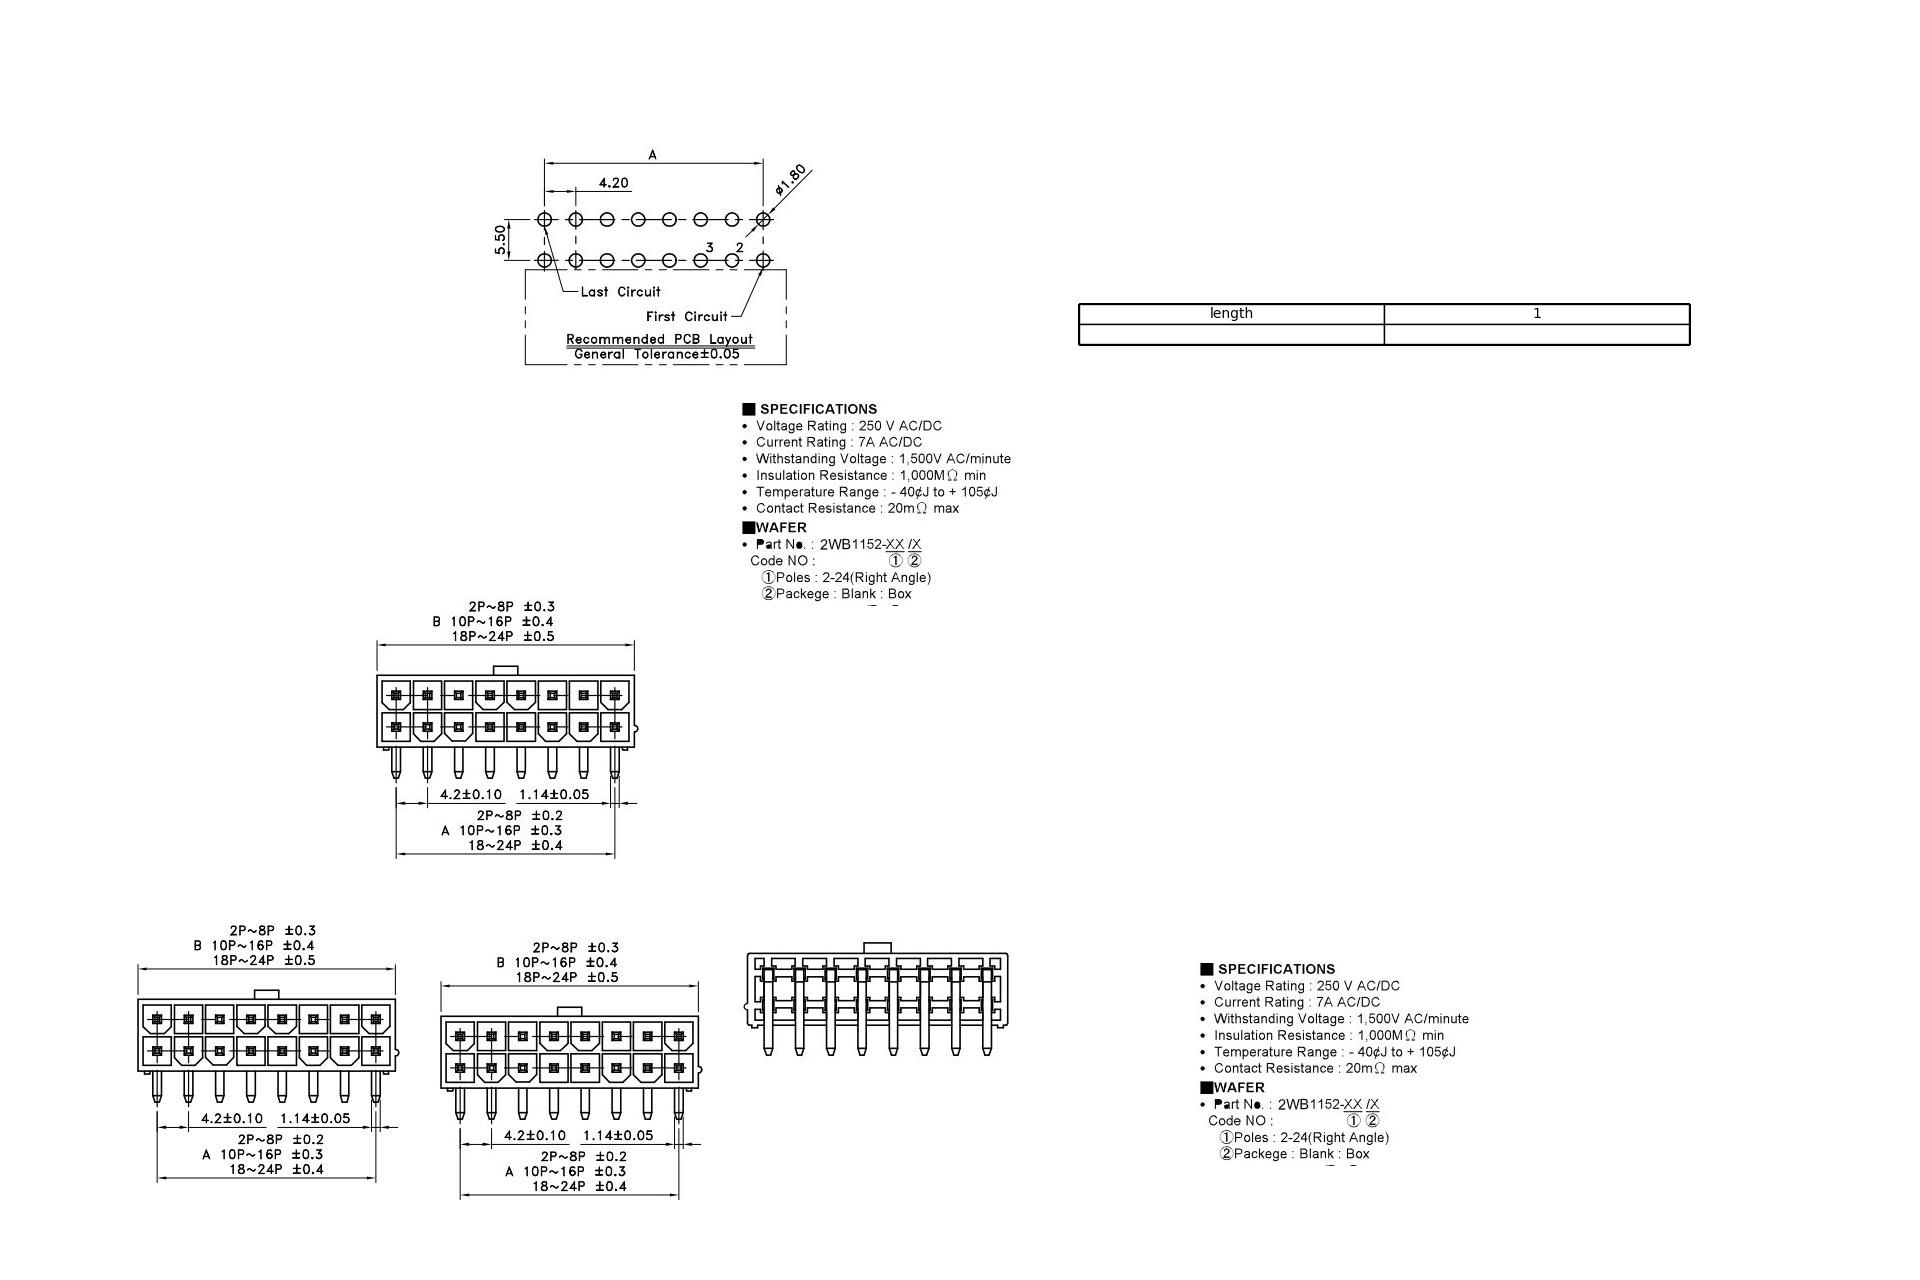 A
4.20
ø1.80
5.50
3 2
Last Circuit
First Circuit
Recommended PCB Layout
General Tolerance±0.05
length 1
■ SPECIFICATIONS
• Voltage Rating : 250 V AC/DC
• Current Rating : 7A AC/DC
• Withstanding Voltage : 1,500V AC/minute
• Insulation Resistance : 1,000MΩ min
• Temperature Range : - 40¢J to + 105¢J
• Contact Resistance : 20mΩ max
■WAFER
• Part No. : 2WB1152-XX /X
Code NO : ① ②
①Poles : 2-24(Right Angle)
②Packege : Blank : Box
2P~8P ±0.3
B 10P~16P ±0.4
18P~24P ±0.5
4.2±0.10 1.14±0.05
2P~8P ±0.2
A 10P~16P ±0.3
18~24P ±0.4
2P~8P ±0.3
B 10P~16P ±0.4
18P~24P ±0.5
4.2±0.10 1.14±0.05
2P~8P ±0.2
A 10P~16P ±0.3
18~24P ±0.4
2P~8P ±0.3
B 10P~16P ±0.4
18P~24P ±0.5
4.2±0.10 1.14±0.05
2P~8P ±0.2
A 10P~16P ±0.3
18~24P ±0.4
■ SPECIFICATIONS
• Voltage Rating : 250 V AC/DC
• Current Rating : 7A AC/DC
• Withstanding Voltage : 1,500V AC/minute
• Insulation Resistance : 1,000MΩ min
• Temperature Range : - 40¢J to + 105¢J
• Contact Resistance : 20mΩ max
■WAFER
• Part No. : 2WB1152-XX /X
Code NO : ① ②
①Poles : 2-24(Right Angle)
②Packege : Blank : Box